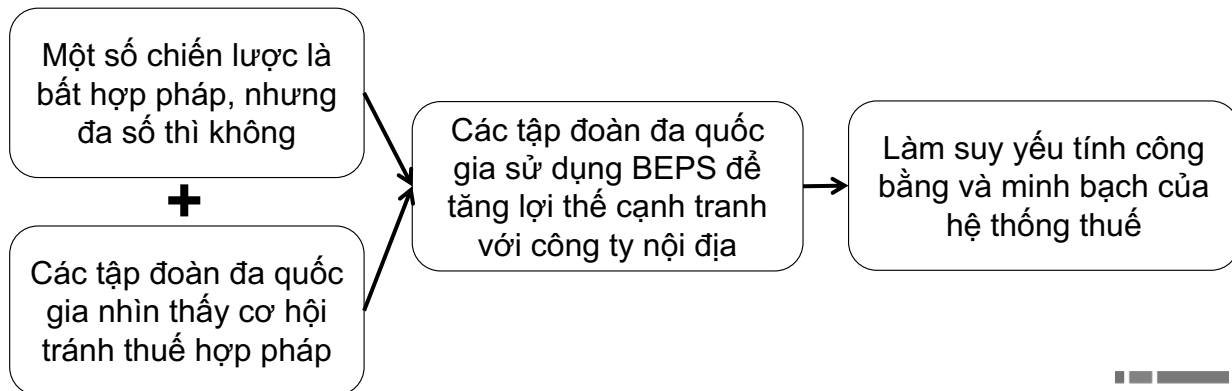 Một số chiến lược là
bất hợp pháp, nhưng
đa số thì không
+
Các tập đoàn đa quốc
gia nhìn thấy cơ hội
tránh thuế hợp pháp
Các tập đoàn đa quốc
gia sử dụng BEPS để
tăng lợi thế cạnh tranh
với công ty nội địa
Làm suy yếu tính công
bằng và minh bạch của
hệ thống thuế